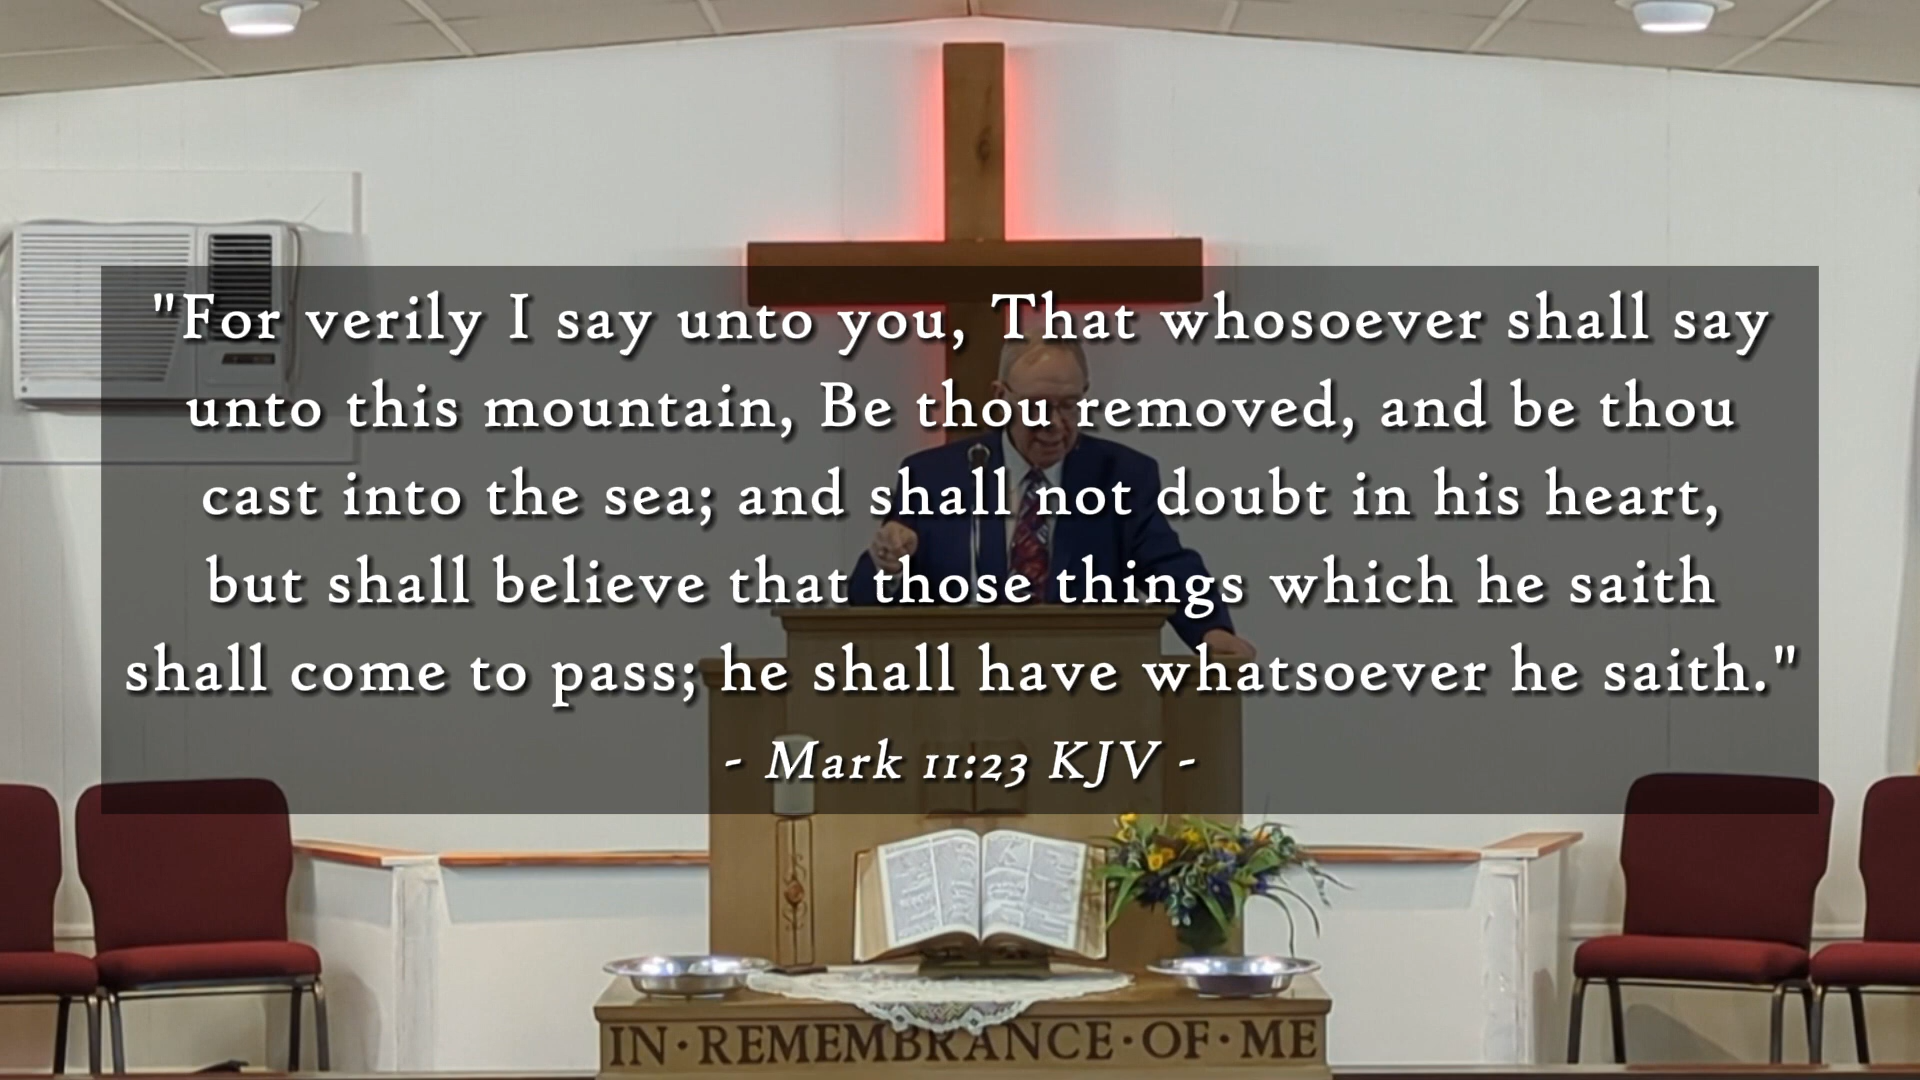 "For verily I say unto you, That whosoever shall say
unto this mountain, Be thou removed, and be thou
cast into the sea; and shall not doubt in his heart,
but shall believe that those things which he saith
shall come to pass; he shall have whatsoever he saith."
- Mark 11:23 KJV -
IN·REMEMBRANCE·OF·ME